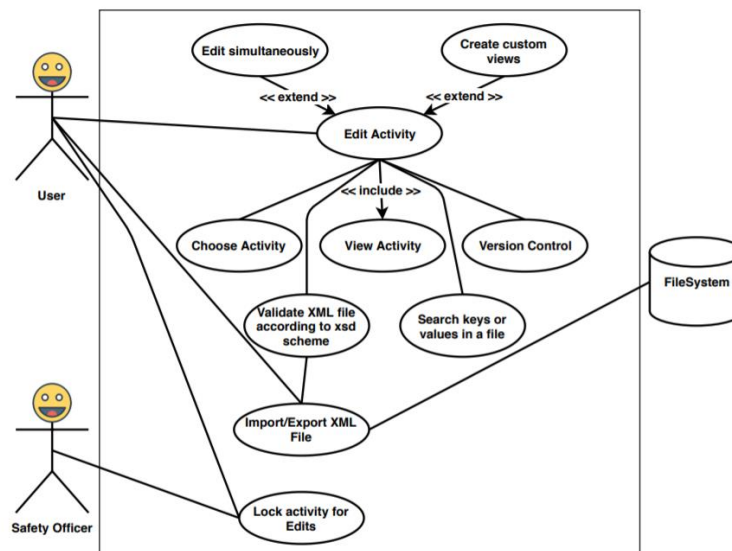 Edit simultaneously
Create custom
views
<< extend >>
<< extend >>
Edit Activity
User
<< include >>
Choose Activity
View Activity
Version Control
FileSystem
Validate XML file
according to xsd
scheme
Search keys or
values in a file
Import/Export XML
File
Lock activity for
Edits
Safety Officer